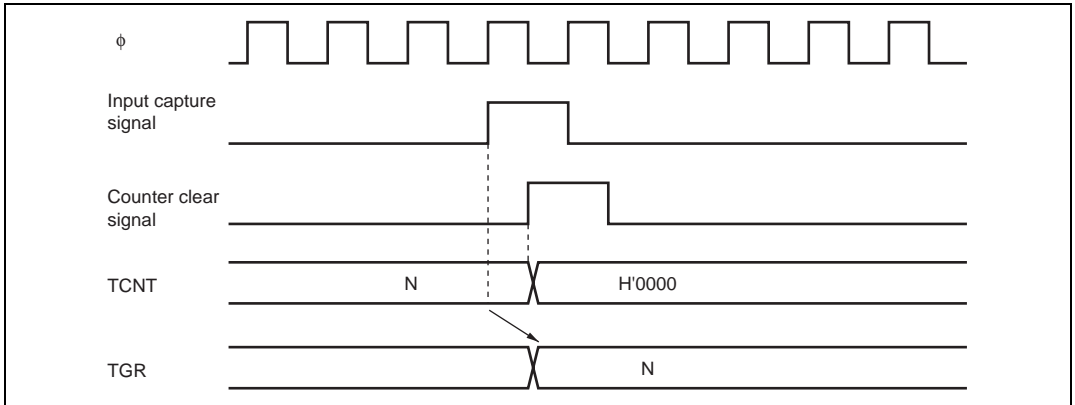 ϕ
Input capture
signal
Counter clear
signal
TCNT
N
H'0000
TGR
N